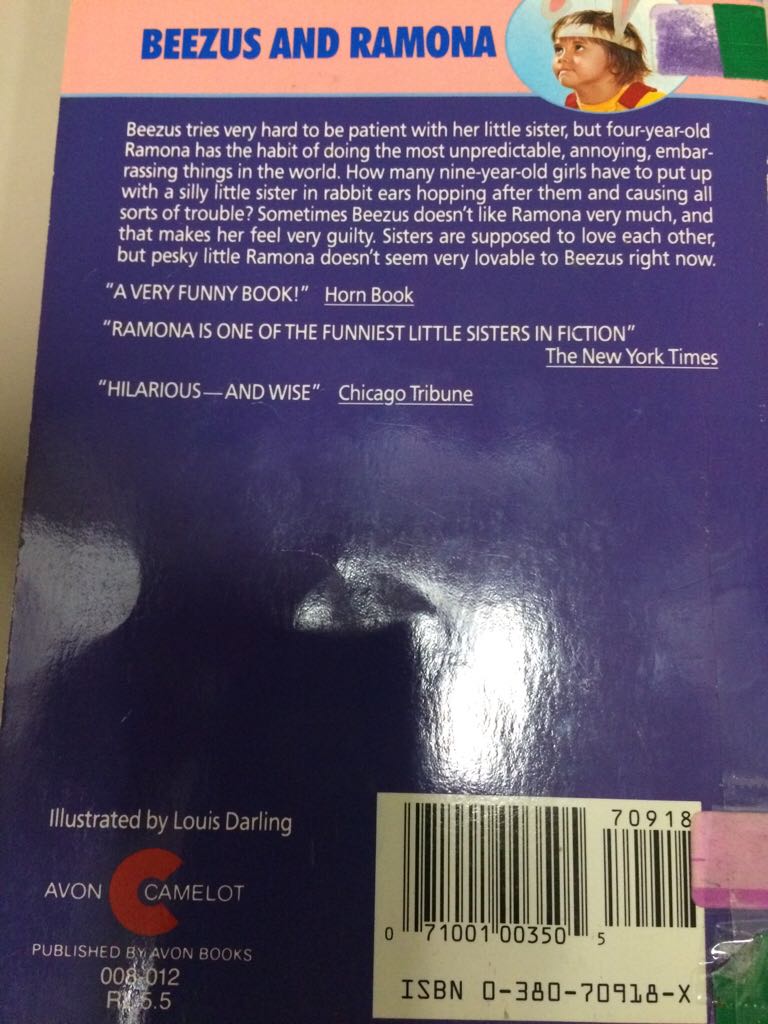 BEEZUS AND RAMONA
Beezus tries very hard to be patient with her little sister, but four-year-old
Ramona has the habit of doing the most unpredictable, annoying, embar-
rassing things in the world. How many nine-year-old girls have to put up
with a silly little sister in rabbit ears hopping after them and causing all
sorts of trouble? Sometimes Beezus doesn't like Ramona very much, and
that makes her feel very guilty. Sisters are supposed to love each other,
but pesky little Ramona doesn't seem very lovable to Beezus right now.
"A VERY FUNNY BOOK!" Horn Book
"RAMONA IS ONE OF THE FUNNIEST LITTLE SISTERS IN FICTION"
The New York Times
"HILARIOUS—AND WISE" Chicago Tribune
Illustrated by Louis Darling
AVON CAMELOT
PUBLISHED BY AVON BOOKS
008-012
5.5
70918
0 71001 00350 5
ISBN 0-380-70918-X